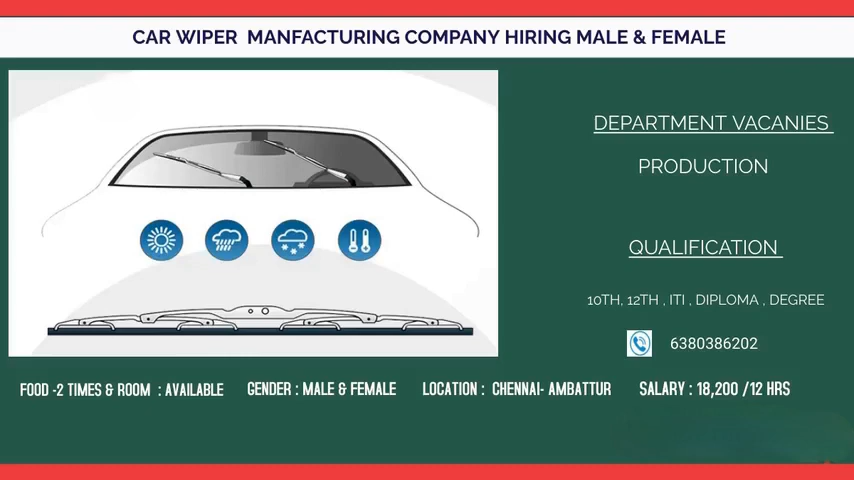 CAR WIPER MANFACTURING COMPANY HIRING MALE & FEMALE
DEPARTMENT VACANIES
PRODUCTION
QUALIFICATION
10TH, 12TH , ITI , DIPLOMA , DEGREE
6380386202
FOOD -2 TIMES & ROOM : AVAILABLE GENDER : MALE & FEMALE LOCATION : CHENNAI- AMBATTUR SALARY : 18,200 /12 HRS